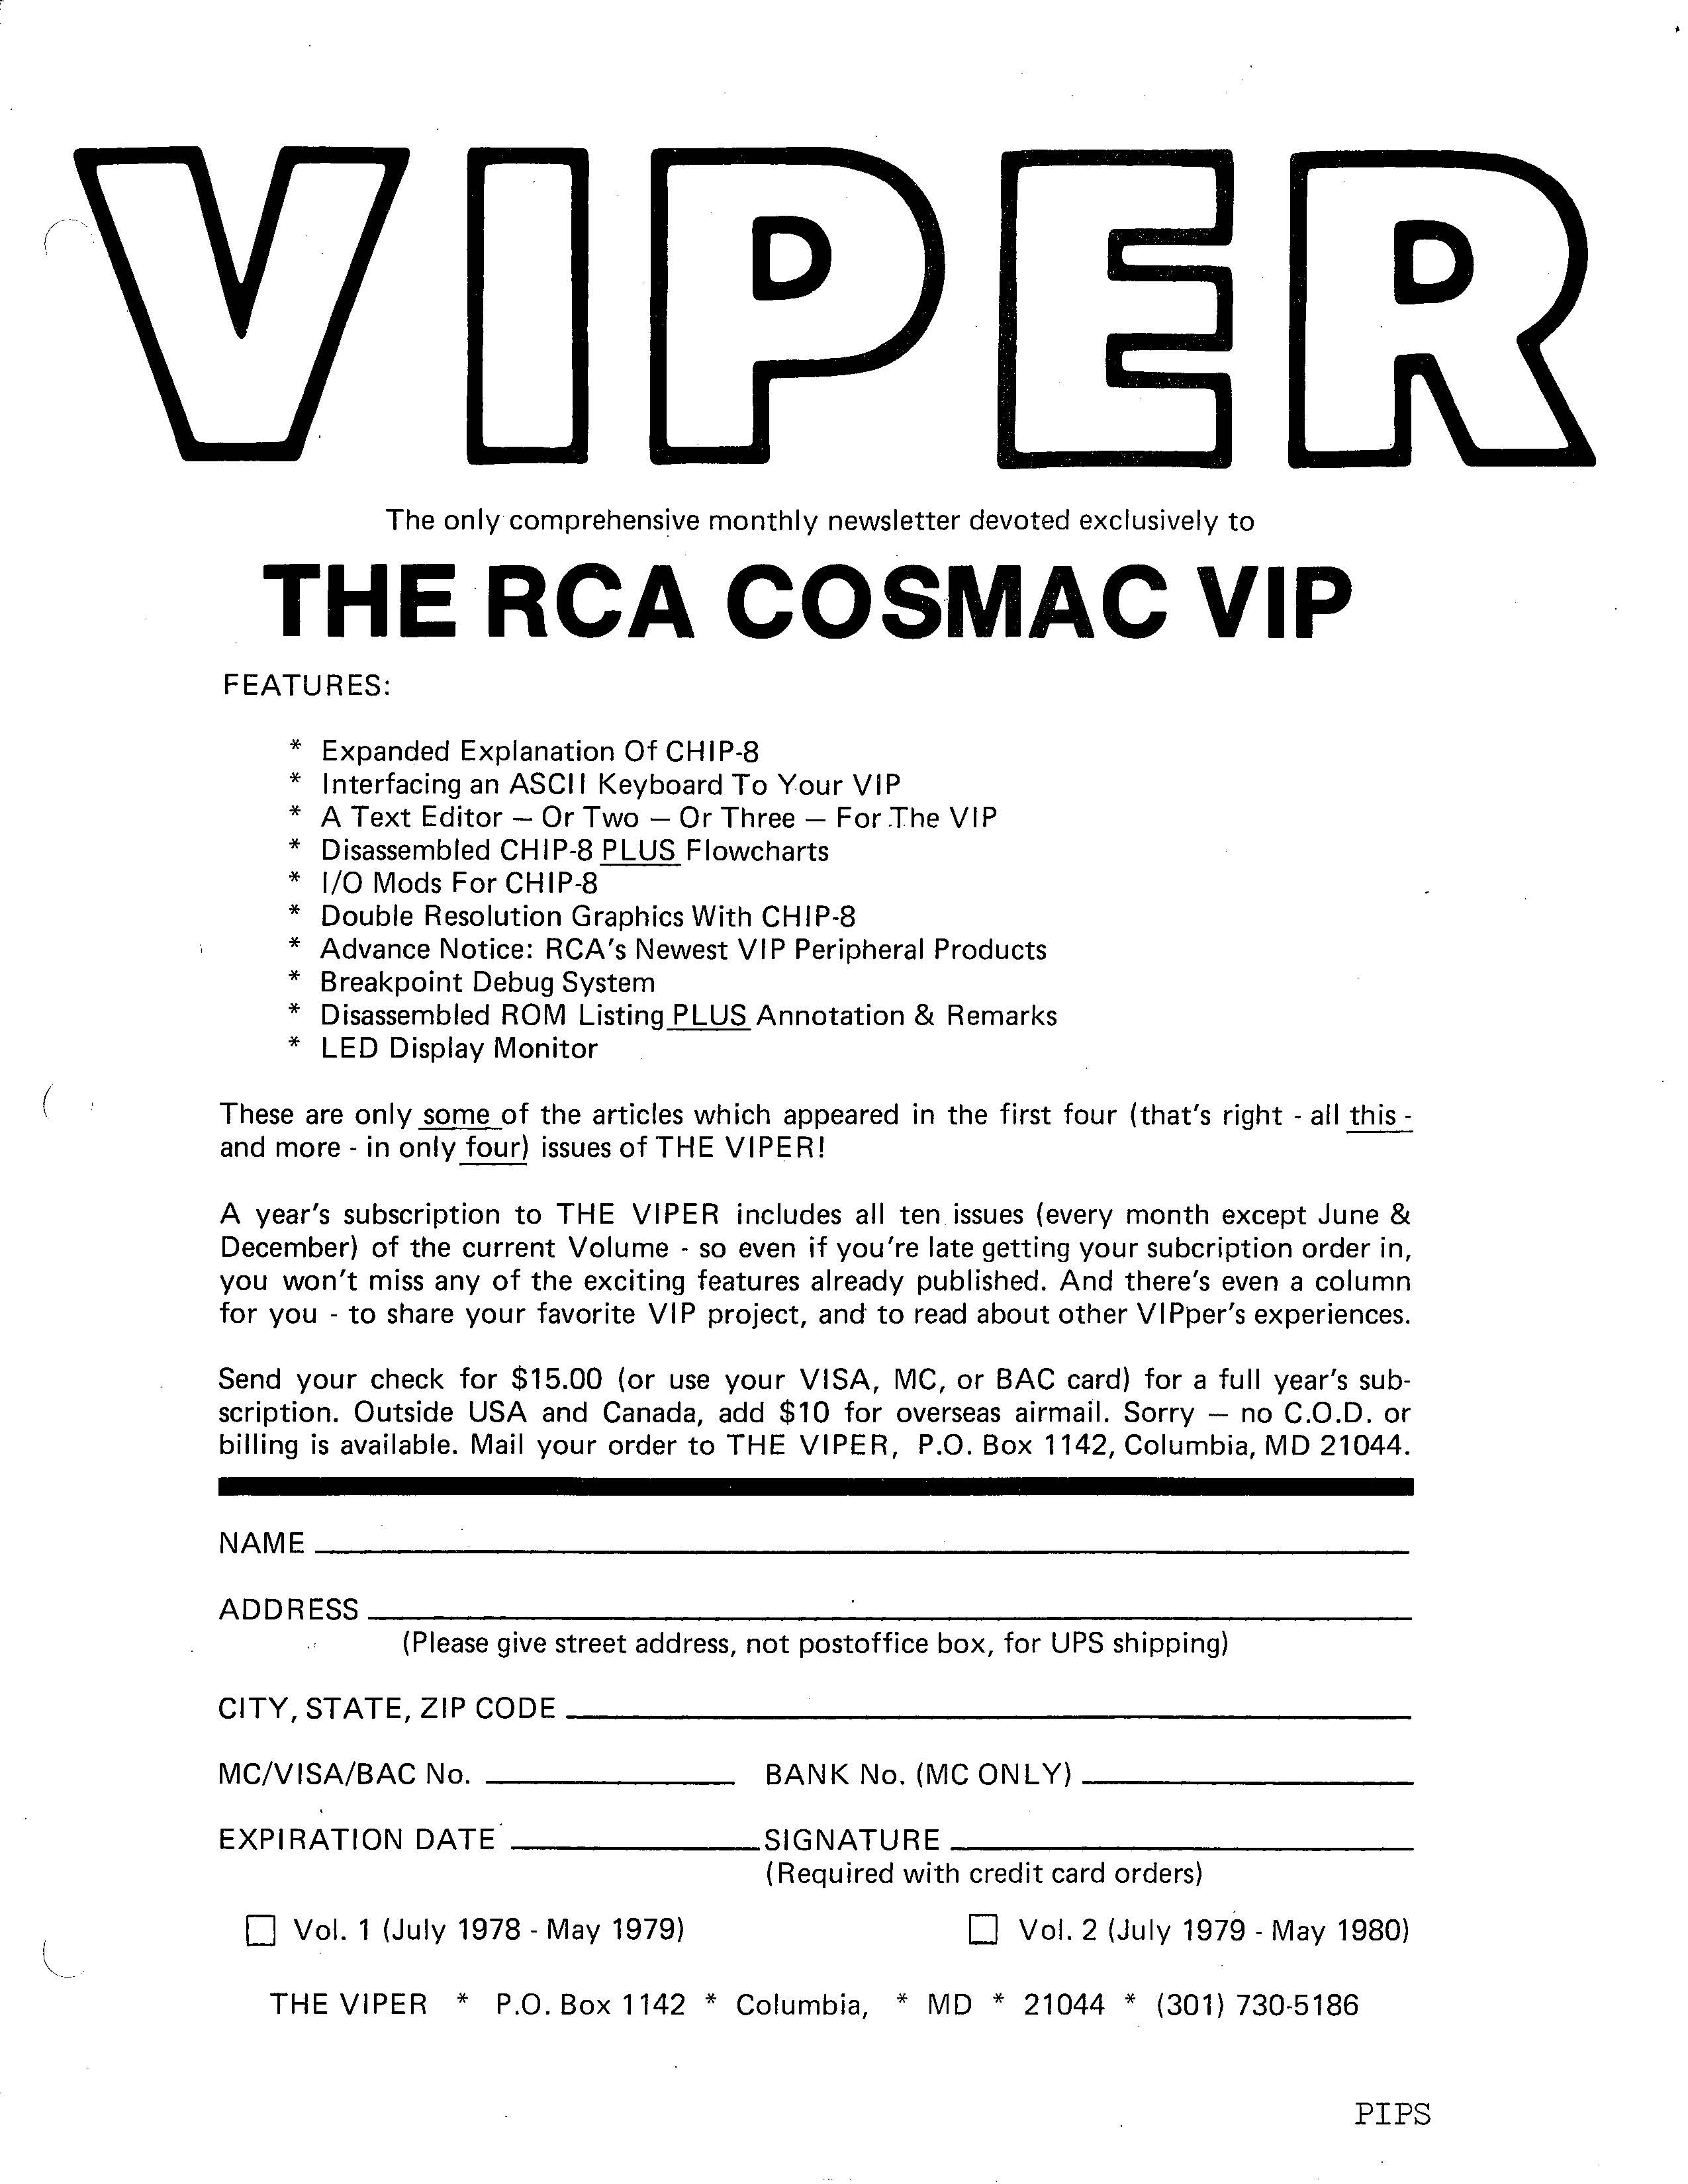 VIPER
The only comprehensive monthly newsletter devoted exclusively to
THE RCA COSMAC VIP
FEATURES:
* Expanded Explanation Of CHIP-8
* Interfacing an ASCII Keyboard To Your VIP
* A Text Editor — Or Two — Or Three — For The VIP
* Disassembled CHIP-8 PLUS Flowcharts
* I/O Mods For CHIP-8
* Double Resolution Graphics With CHIP-8
* Advance Notice: RCA's Newest VIP Peripheral Products
* Breakpoint Debug System
* Disassembled ROM Listing PLUS Annotation & Remarks
* LED Display Monitor
These are only some of the articles which appeared in the first four (that's right - all this -
and more - in only four) issues of THE VIPER!
A year's subscription to THE VIPER includes all ten issues (every month except June &
December) of the current Volume - so even if you're late getting your subcription order in,
you won't miss any of the exciting features already published. And there's even a column
for you - to share your favorite VIP project, and to read about other VIPper's experiences.
Send your check for $15.00 (or use your VISA, MC, or BAC card) for a full year's sub-
scription. Outside USA and Canada, add $10 for overseas airmail. Sorry — no C.O.D. or
billing is available. Mail your order to THE VIPER, P.O. Box 1142, Columbia, MD 21044.
NAME
ADDRESS
(Please give street address, not postoffice box, for UPS shipping)
CITY, STATE, ZIP CODE
MC/VISA/BAC No. BANK No. (MC ONLY)
EXPIRATION DATE SIGNATURE
(Required with credit card orders)
Vol. 1 (July 1978 - May 1979) Vol. 2 (July 1979 - May 1980)
THE VIPER * P.O. Box 1142 * Columbia, * MD * 21044 * (301) 730-5186
PIPS